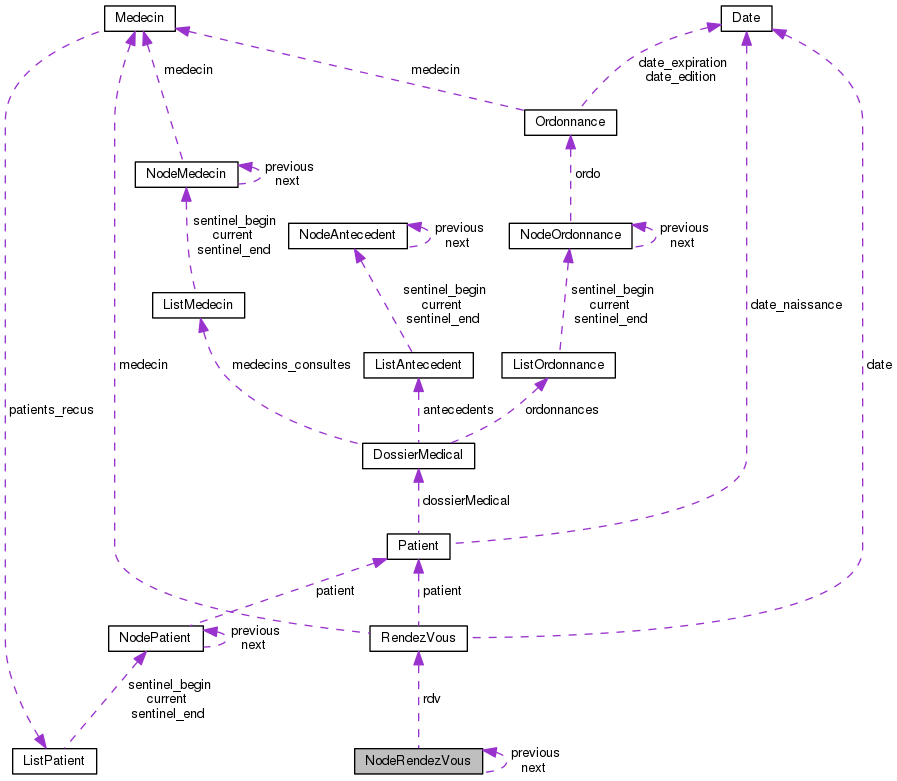 Medecin
Date
date_expiration
date_edition
medecin
medecin
Ordonnance
NodeMedecin
previous
next
ordo
sentinel_begin
current
sentinel_end
NodeAntecedent
previous
next
NodeOrdonnance
previous
next
ListMedecin
sentinel_begin
current
sentinel_end
sentinel_begin
current
sentinel_end
date_naissance
medecin
medecins_consultes
ListAntecedent
ListOrdonnance
date
patients_recus
antecedents
ordonnances
DossierMedical
dossierMedical
Patient
patient
patient
NodePatient
previous
next
RendezVous
sentinel_begin
current
sentinel_end
rdv
ListPatient
NodeRendezVous
previous
next